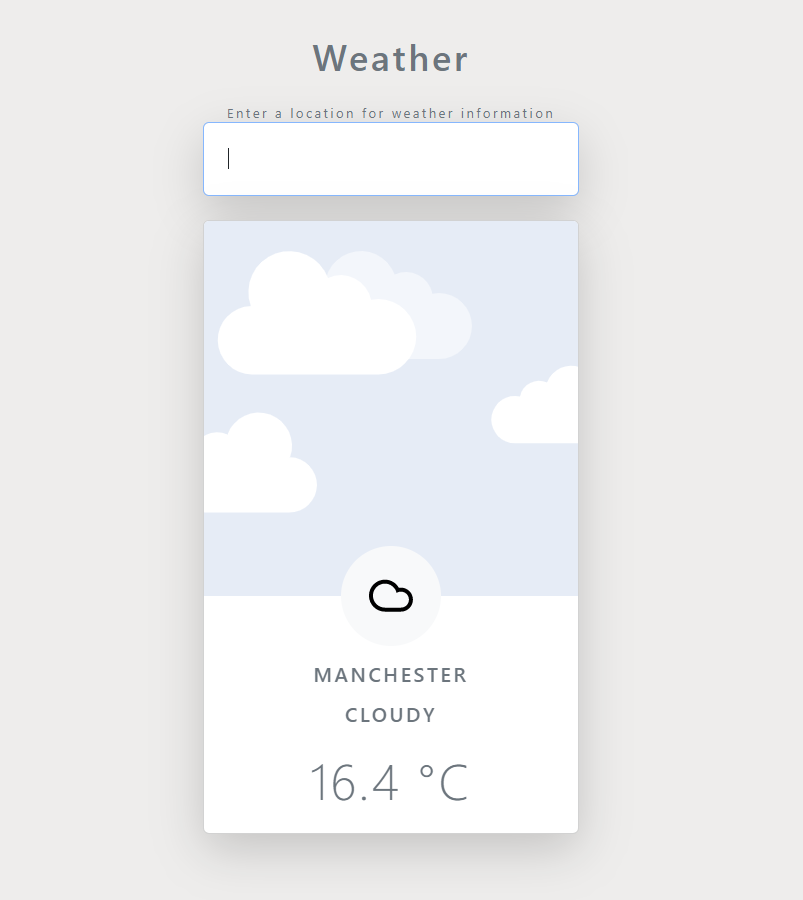 Weather
Enter a location for weather information
MANCHESTER
CLOUDY
16.4 °C